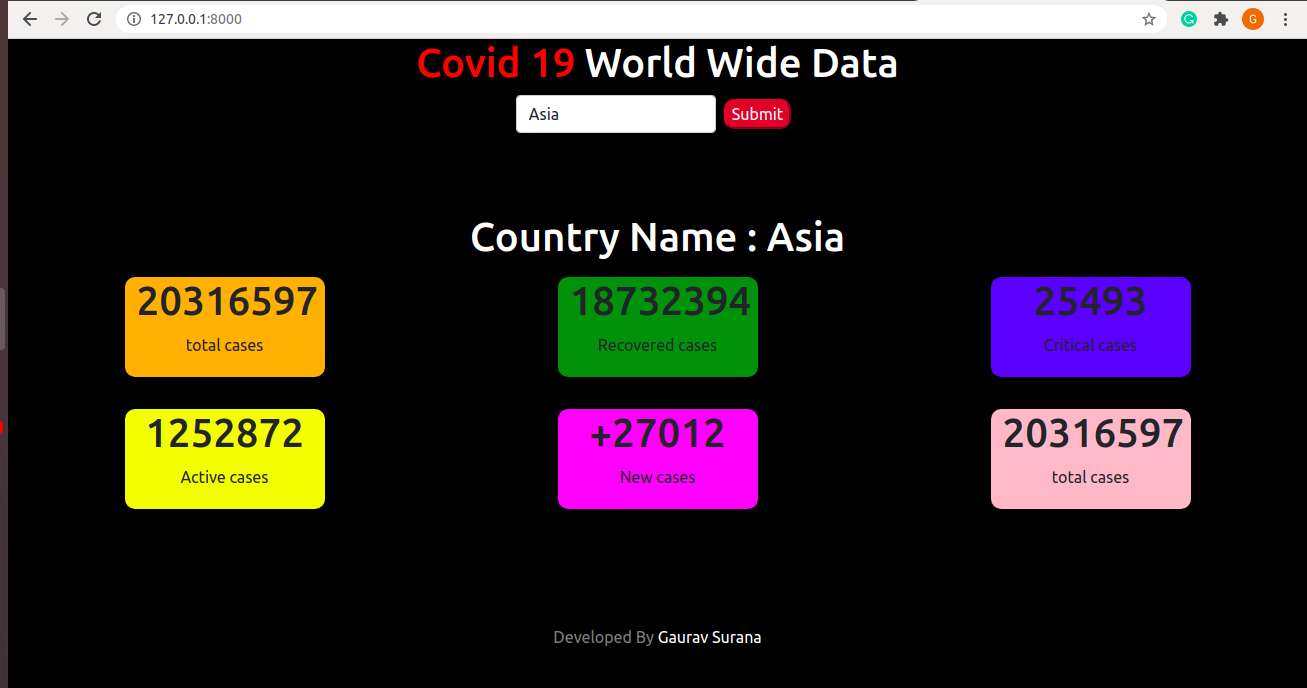 127.0.0.1:8000
G
Covid 19 World Wide Data
Asia Submit
Country Name : Asia
20316597 18732394 25493
total cases Recovered cases Critical cases
1252872 +27012 20316597
Active cases New cases total cases
Developed By Gaurav Surana